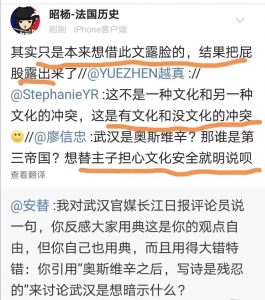 昭杨-法国历史
刚刚 iPhone客户端
其实只是本来想借此文露脸的，结果把屁
股露出来了//@YUEZHEN越真://
@StephanieYR:这不是一种文化和另一种
文化的冲突，这是有文化和没文化的冲突
//@廖信忠：武汉是奥斯维辛？那谁是第
三帝国？想替主子担心文化安全就明说呗
查看翻译
@安替：我对武汉官媒长江日报评论员说
一句，你反感大家用典这是你的观点自
由，但你自己也用典，而且用得大错特
错：你引用”奥斯维辛之后，写诗是残忍
的”来讨论武汉是想暗示什么？